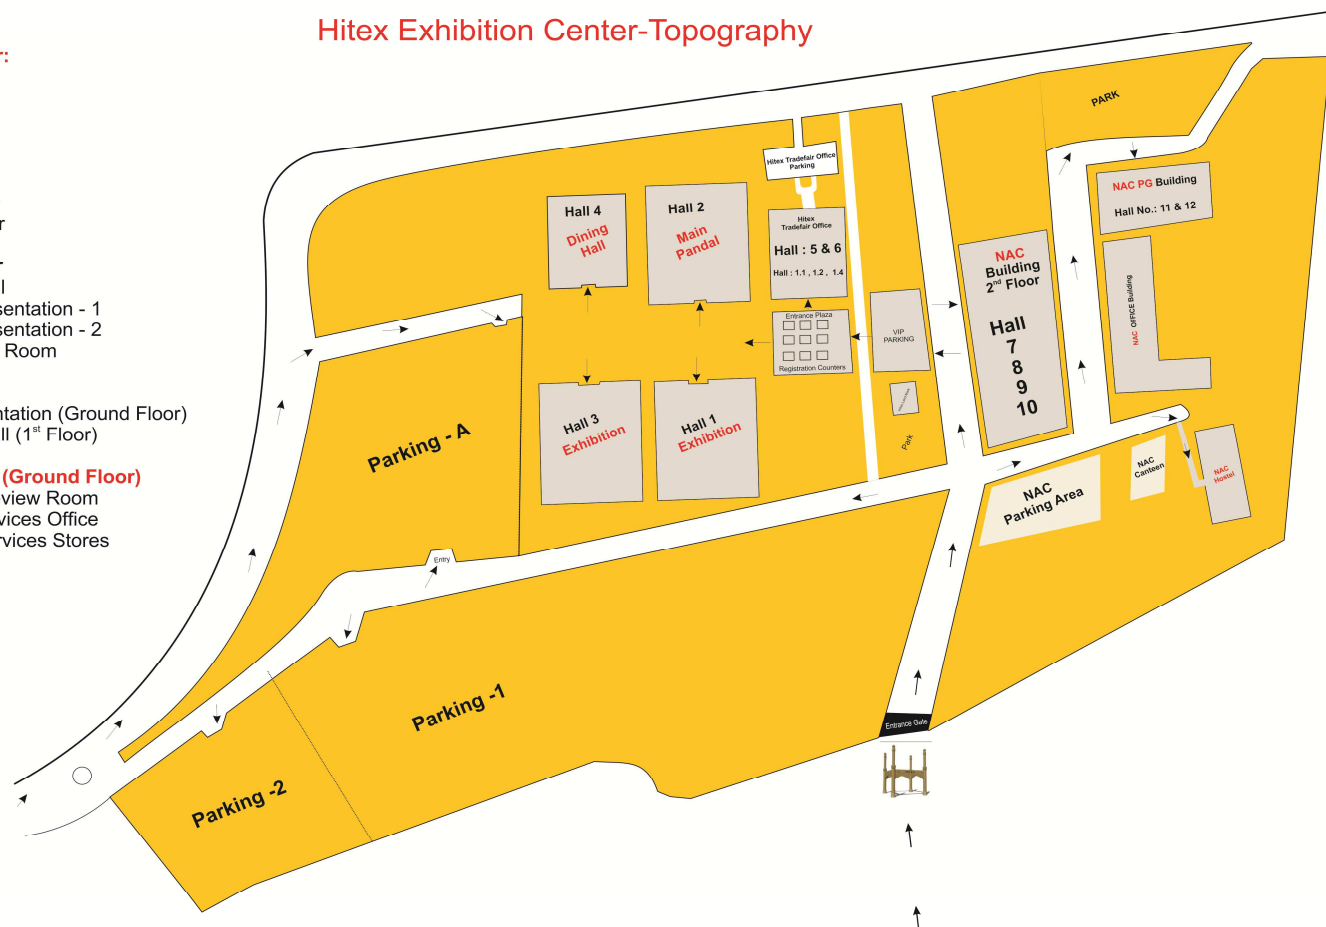 Hitex Exhibition Center-Topography
r:
r
l
sentation - 1
sentation - 2
Room
ntation (Ground Floor)
ll (1st Floor)
(Ground Floor)
view Room
vices Office
rvices Stores
PARK
Hitex Tradefair Office
Parking
NAC PG Building
Hall No.: 11 & 12
Hall 4
Dining
Hall
Hall 2
Main
Pandal
Hitex
Tradefair Office
Hall : 5 & 6
Hall : 1.1 , 1.2 , 1.4
NAC
Building
2nd Floor
Hall
7
8
9
10
NAC OFFICE Building
Entrance Plaza
Registration Counters
VIP
PARKING
Park
Hall 3
Exhibition
Hall 1
Exhibition
Parking - A
NAC
Parking Area
NAC
Canteen
NAC
Hostel
Entry
Parking -1
Entrance Gate
Parking -2